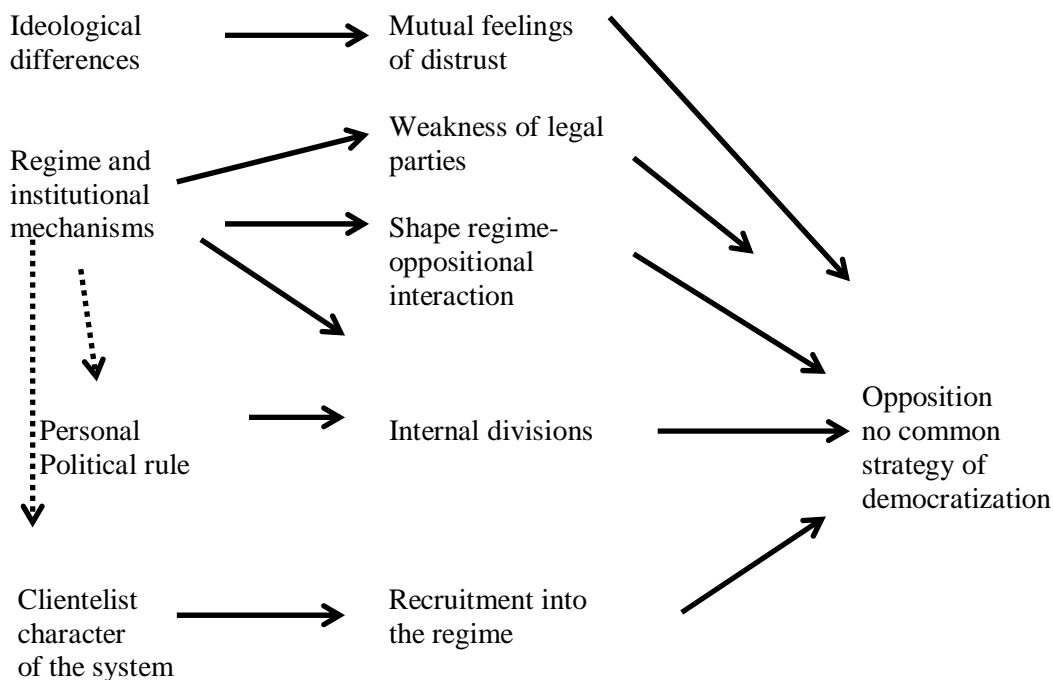 Ideological
differences
Mutual feelings
of distrust
Weakness of legal
parties
Regime and
institutional
mechanisms
Shape regime-
oppositional
interaction
Personal
Political rule
Internal divisions
Opposition
no common
strategy of
democratization
Clientelist
character
of the system
Recruitment into
the regime